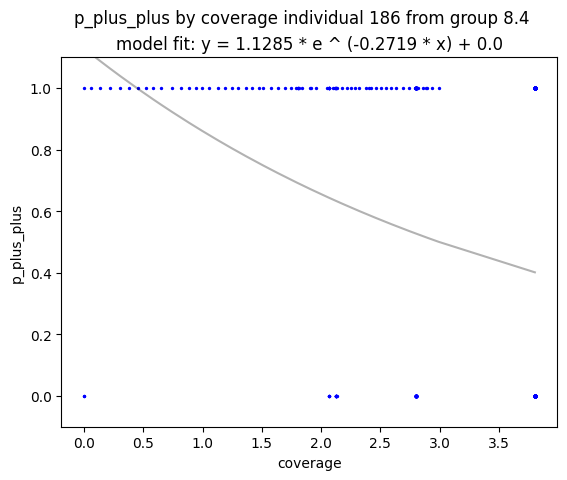 p_plus_plus by coverage individual 186 from group 8.4
model fit: y = 1.1285 * e ^ (-0.2719 * x) + 0.0
1.0
0.8
0.6
0.4
0.2
0.0
p_plus_plus
0.0 0.5 1.0 1.5 2.0 2.5 3.0 3.5
coverage